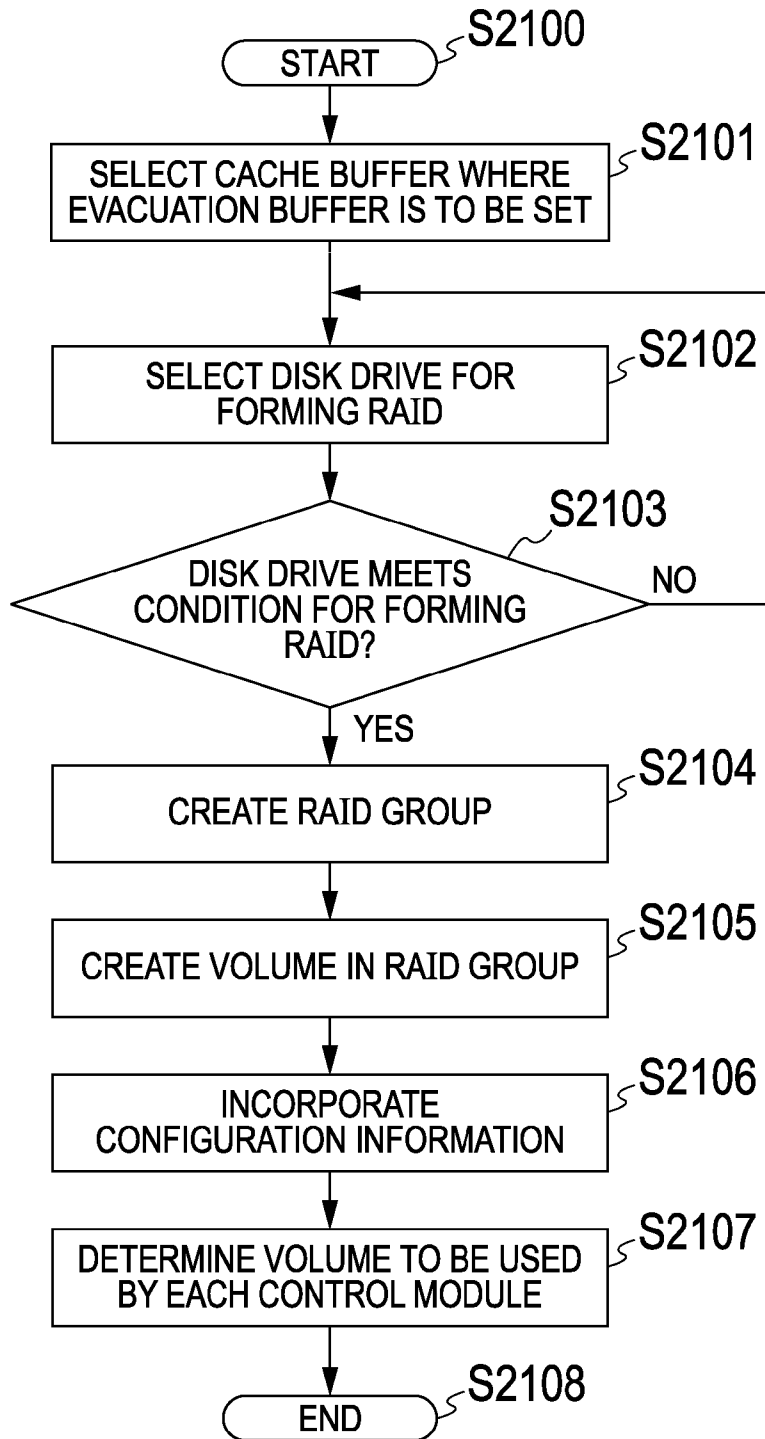 START
S2100
SELECT CACHE BUFFER WHERE
EVACUATION BUFFER IS TO BE SET
S2101
SELECT DISK DRIVE FOR
FORMING RAID
S2102
DISK DRIVE MEETS
CONDITION FOR FORMING
RAID?
S2103
NO
YES
CREATE RAID GROUP
S2104
CREATE VOLUME IN RAID GROUP
S2105
INCORPORATE
CONFIGURATION INFORMATION
S2106
DETERMINE VOLUME TO BE USED
BY EACH CONTROL MODULE
S2107
END
S2108